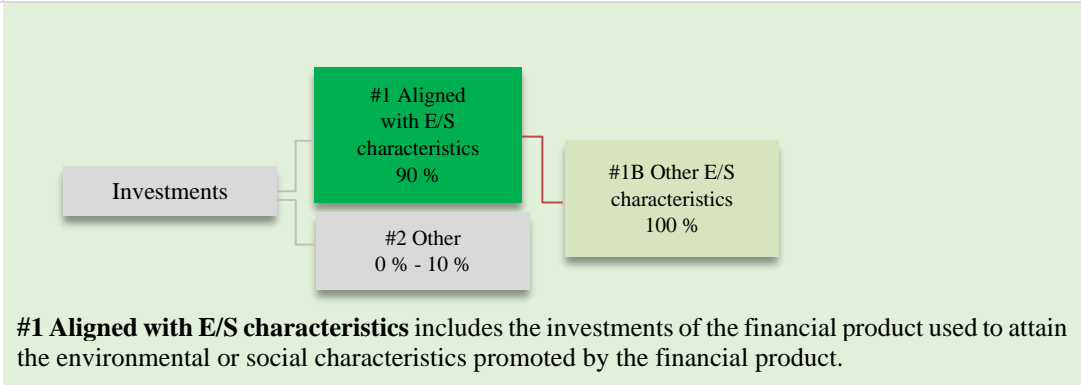 Investments
#1 Aligned
with E/S
characteristics
90 %
#2 Other
0 % - 10 %
#1B Other E/S
characteristics
100 %
#1 Aligned with E/S characteristics includes the investments of the financial product used to attain
the environmental or social characteristics promoted by the financial product.